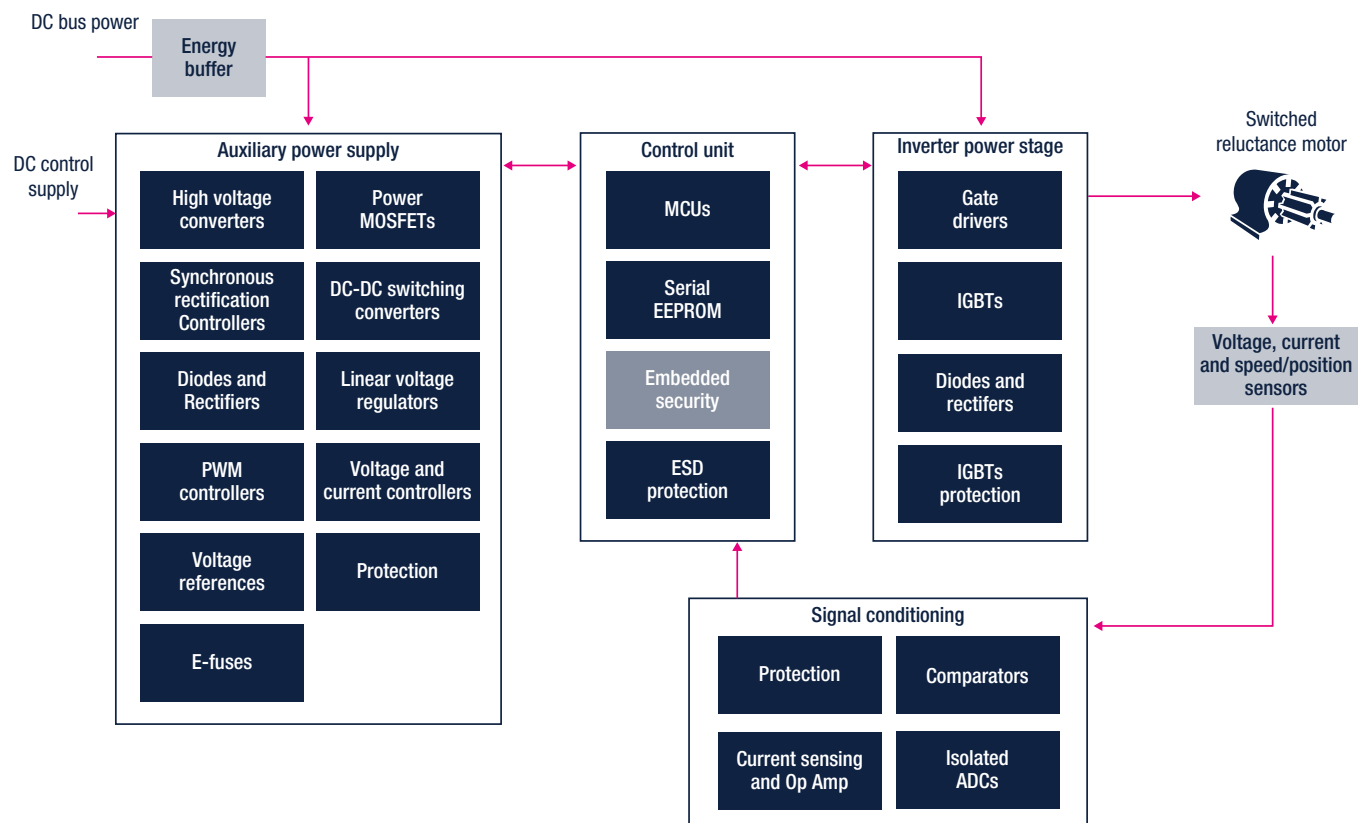 DC bus power
Energy
buffer
DC control
supply
Auxiliary power supply
High voltage
converters
Power
MOSFETs
Synchronous
rectification
Controllers
DC-DC switching
converters
Diodes and
Rectifiers
Linear voltage
regulators
PWM
controllers
Voltage and
current controllers
Voltage
references
Protection
E-fuses
Control unit
MCUs
Serial
EEPROM
Embedded
security
ESD
protection
Inverter power stage
Gate
drivers
IGBTs
Diodes and
rectifers
IGBTs
protection
Switched
reluctance motor
Voltage, current
and speed/position
sensors
Signal conditioning
Protection
Comparators
Current sensing
and Op Amp
Isolated
ADCs